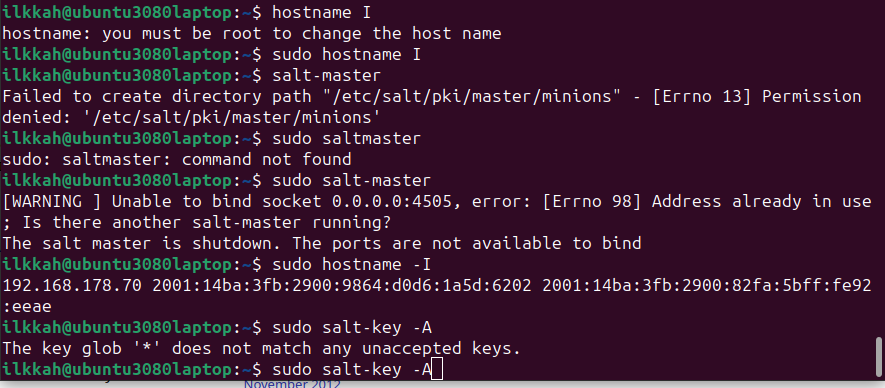 ilkkah@ubuntu3080laptop:~$ hostname I
hostname: you must be root to change the host name
ilkkah@ubuntu3080laptop:~$ sudo hostname I
ilkkah@ubuntu3080laptop:~$ salt-master
Failed to create directory path "/etc/salt/pki/master/minions" - [Errno 13] Permission
denied: '/etc/salt/pki/master/minions'
ilkkah@ubuntu3080laptop:~$ sudo saltmaster
sudo: saltmaster: command not found
ilkkah@ubuntu3080laptop:~$ sudo salt-master
[WARNING ] Unable to bind socket 0.0.0.0:4505, error: [Errno 98] Address already in use
; Is there another salt-master running?
The salt master is shutdown. The ports are not available to bind
ilkkah@ubuntu3080laptop:~$ sudo hostname -I
192.168.178.70 2001:14ba:3fb:2900:9864:d0d6:1a5d:6202 2001:14ba:3fb:2900:82fa:5bff:fe92
:eeae
ilkkah@ubuntu3080laptop:~$ sudo salt-key -A
The key glob '*' does not match any unaccepted keys.
ilkkah@ubuntu3080laptop:~$ sudo salt-key -A
November 2012